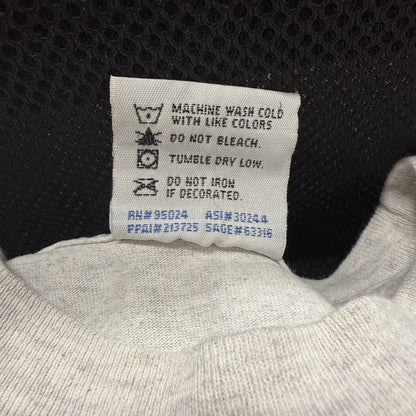 MACHINE WASH COLD
WITH LIKE COLORS
DO NOT BLEACH.
TUMBLE DRY LOW.
DO NOT IRON
IF DECORATED.
RN#95024 ASI#30244
PPAI#213725 SAGE#63316